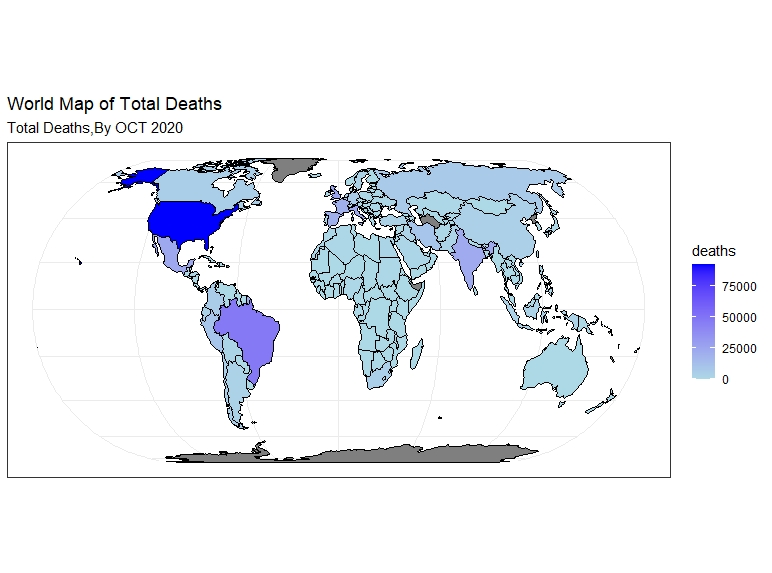 World Map of Total Deaths
Total Deaths,By OCT 2020
deaths
75000
50000
25000
0